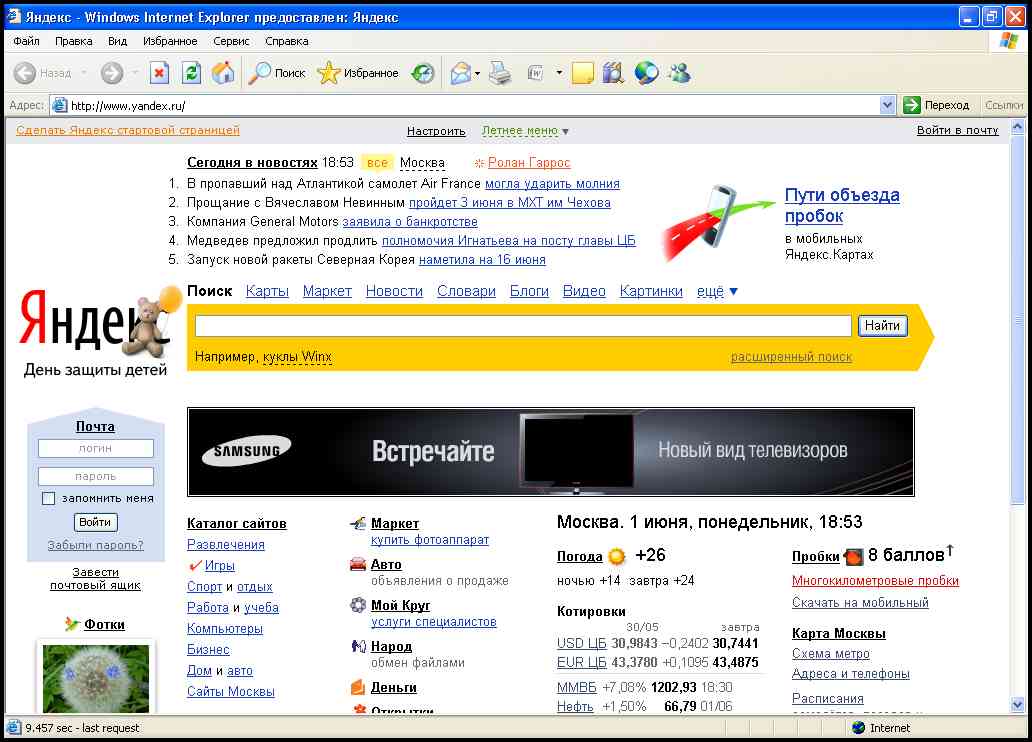 Яндекс - Windows Internet Explorer предоставлен: Яндекс
Файл Правка Вид Избранное Сервис Справка
Назад Поиск Избранное
Адрес: http://www.yandex.ru/ Переход Ссылки
Сделать Яндекс стартовой страницей Настроить Летнее меню ▼ Войти в почту
Сегодня в новостях 18:53 все Москва Ролан Гаррос
1. В пропавший над Атлантикой самолет Air France могла ударить молния
2. Прощание с Вячеславом Невинным пройдет 3 июня в МХТ им Чехова
3. Компания General Motors заявила о банкротстве
4. Медведев предложил продлить полномочия Игнатьева на посту главы ЦБ
5. Запуск новой ракеты Северная Корея наметила на 16 июня
Пути объезда
пробок
в мобильных
Яндекс.Картах
Поиск Карты Маркет Новости Словари Блоги Видео Картинки ещё ▼
Яндекс
День защиты детей
Найти
Например, куклы Winx расширенный поиск
Почта
логин
пароль
запомнить меня
Войти
Забыли пароль?
Завести
почтовый ящик
Фотки
SAMSUNG Встречайте Новый вид телевизоров
Каталог сайтов
Развлечения
Игры
Спорт и отдых
Работа и учеба
Компьютеры
Бизнес
Дом и авто
Сайты Москвы
Маркет
купить фотоаппарат
Авто
объявления о продаже
Мой Круг
услуги специалистов
Народ
обмен файлами
Деньги
Открытки
Москва. 1 июня, понедельник, 18:53
Погода +26
ночью +14 завтра +24
Котировки
30/05 завтра
USD ЦБ 30,9843 −0,2402 30,7441
EUR ЦБ 43,3780 +0,1095 43,4875
ММВБ +7,08% 1202,93 18:30
Нефть +1,50% 66,79 01/06
Пробки 8 баллов↑
Многокилометровые пробки
Скачать на мобильный
Карта Москвы
Схема метро
Адреса и телефоны
Расписания
9.457 sec - last request Internet